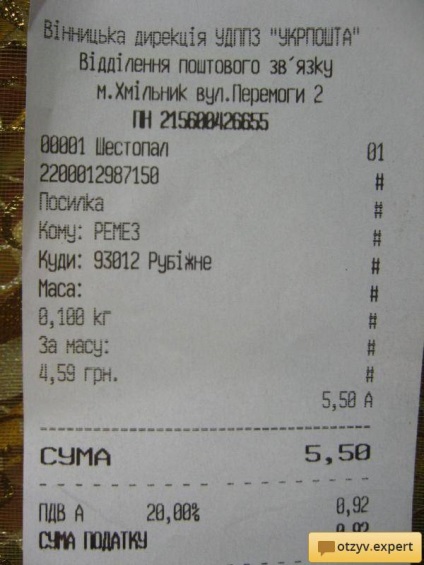 Вінницька дирекція УДППЗ "УКРПОШТА"
Відділення поштового зв´язку
м.Хмільник вул.Перемоги 2
ПН 215600426655
00001 Шестопал 01
2200012987150 #
Посилка #
Кому: РЕМЕЗ #
Куди: 93012 Рубіжне #
Маса: #
0,100 кг #
За масу: #
4,59 грн. #
5,50 А
СУМА 5,50
ПДВ А 20,00% 0,92
СУМА ПОДАТКУ 0,92
otzyv.expert